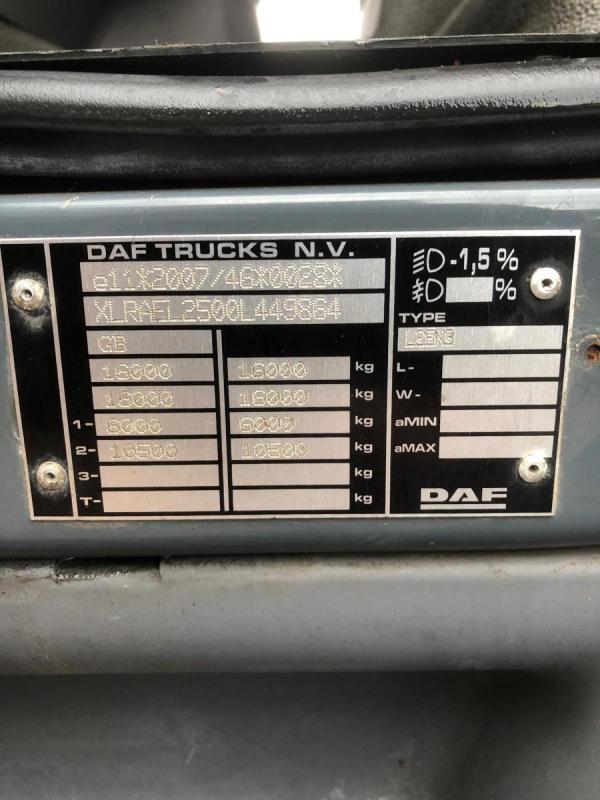 DAF TRUCKS N.V.
e11*2007/46*0028*
XLRAEL2500L449864
GB
18000 18000 kg
18000 18000 kg
1- 8000 8000 kg
2- 10500 10500 kg
3- kg
T- kg
-1,5 %
%
TYPE
L-
W-
aMIN
aMAX
DAF